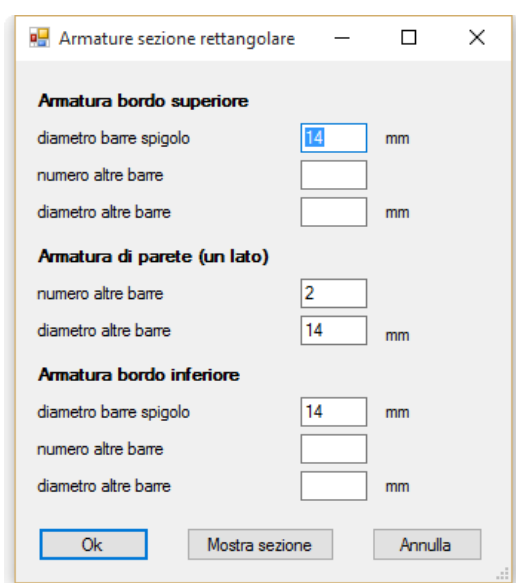 Armature sezione rettangolare
Armatura bordo superiore
diametro barre spigolo 14 mm
numero altre barre
diametro altre barre mm
Armatura di parete (un lato)
numero altre barre 2
diametro altre barre 14 mm
Armatura bordo inferiore
diametro barre spigolo 14 mm
numero altre barre
diametro altre barre mm
Ok Mostra sezione Annulla